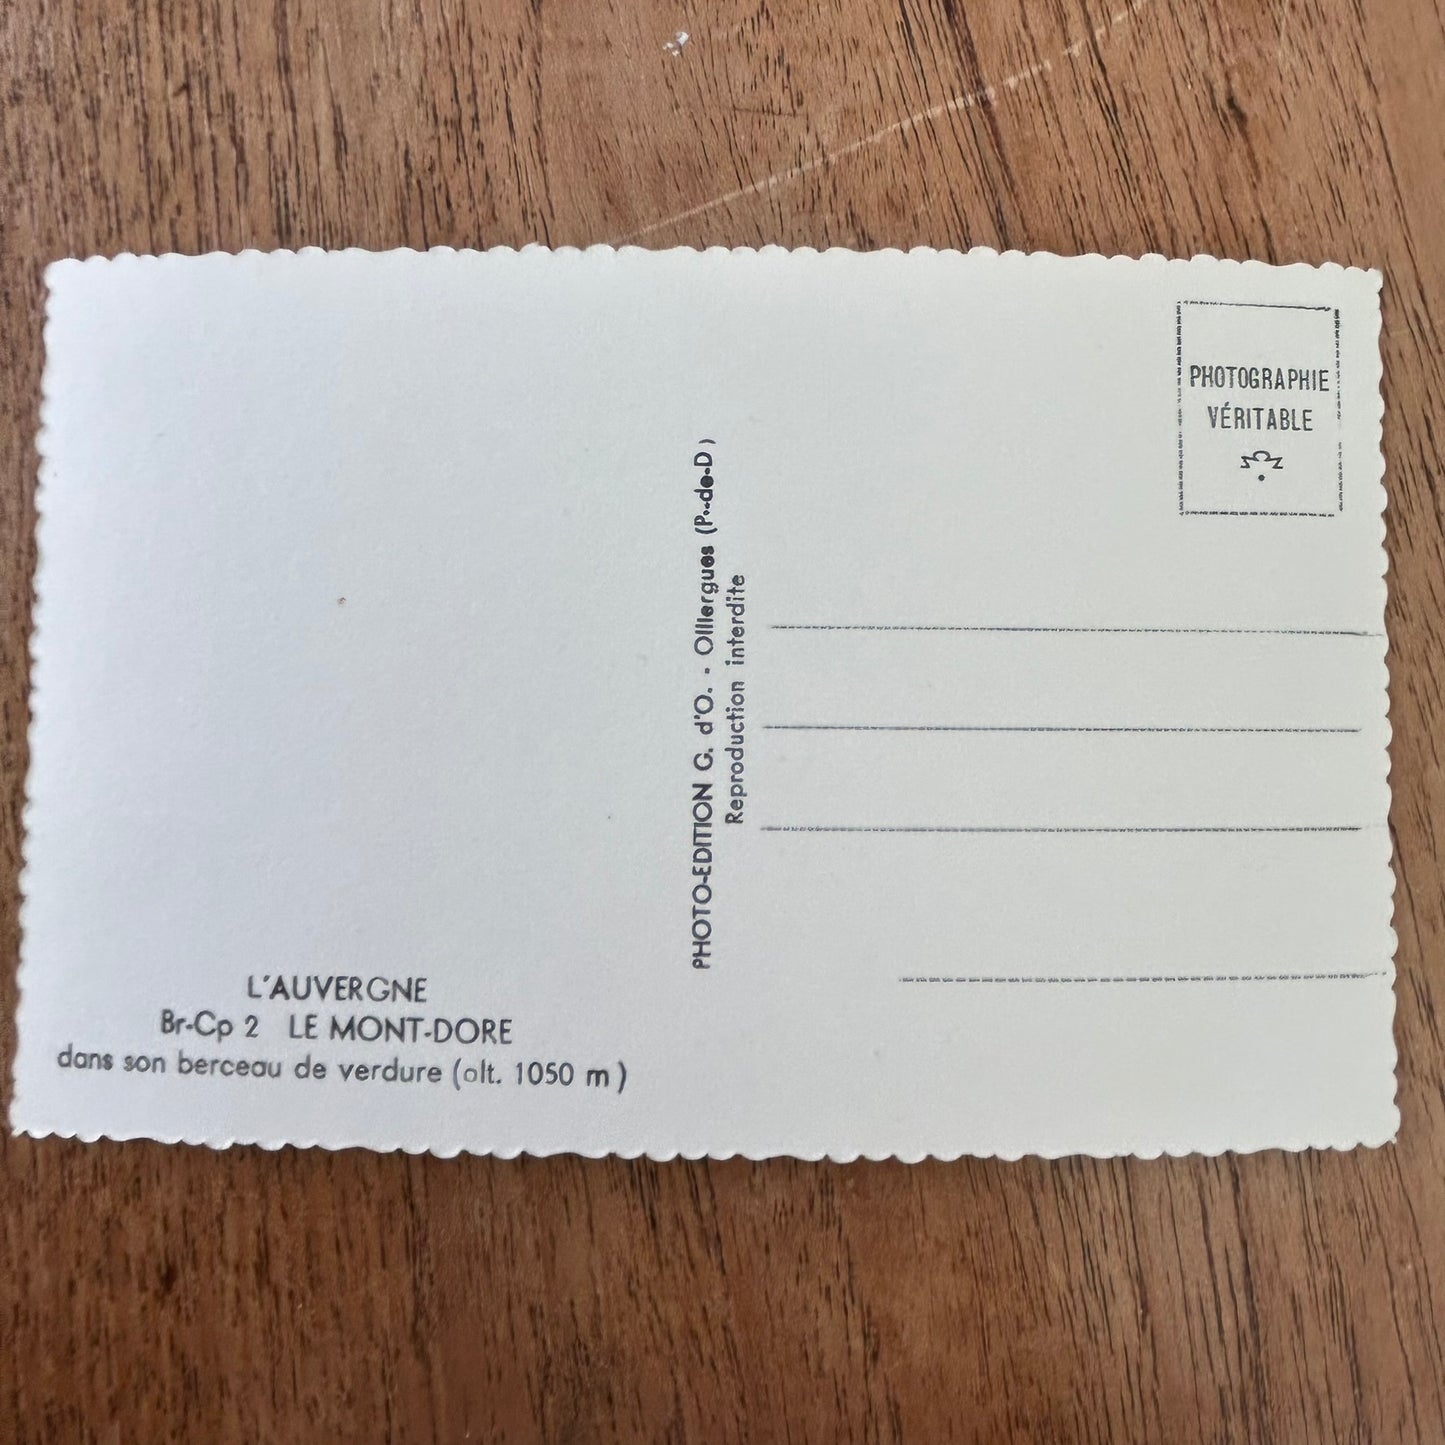 PHOTOGRAPHIE
VÉRITABLE
PHOTO-EDITION G. d'O. - Olliergues (P.-de-D)
Reproduction interdite
L'AUVERGNE
Br-Cp 2 LE MONT-DORE
dans son berceau de verdure (alt. 1050 m)